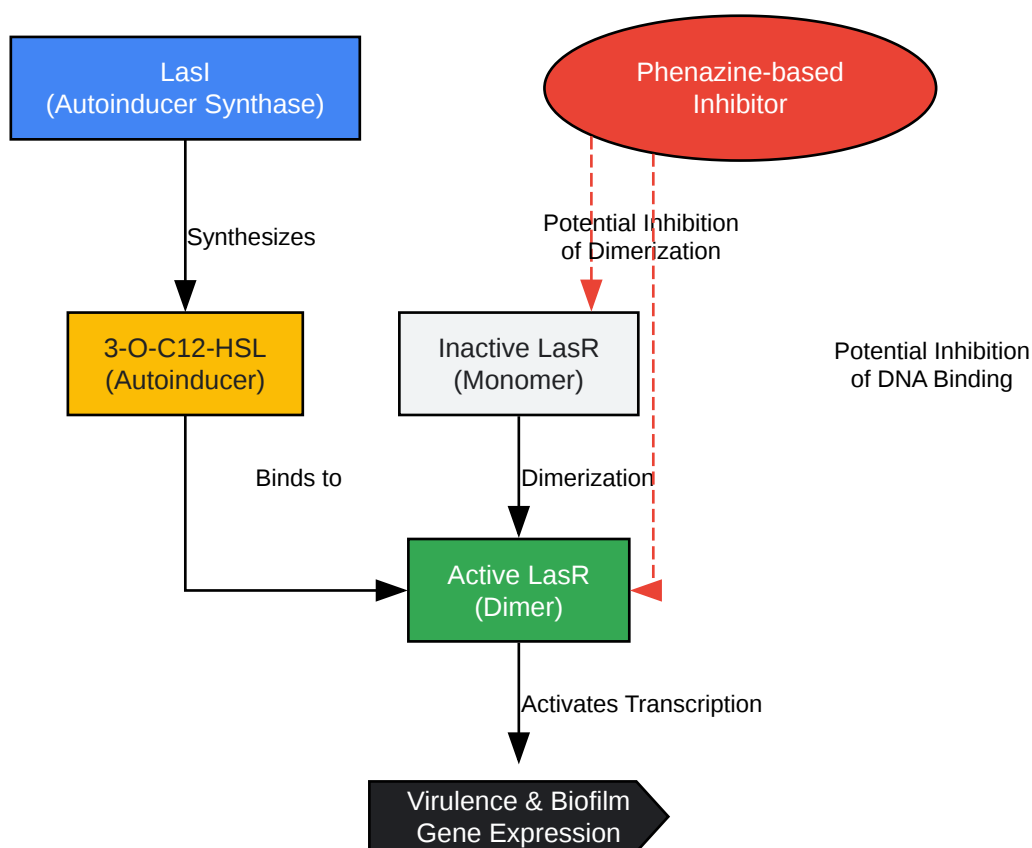 LasI
(Autoinducer Synthase)
Phenazine-based
Inhibitor
Synthesizes
Potential Inhibition
of Dimerization
3-O-C12-HSL
(Autoinducer)
Inactive LasR
(Monomer)
Potential Inhibition
of DNA Binding
Binds to
Dimerization
Active LasR
(Dimer)
Activates Transcription
Virulence & Biofilm
Gene Expression